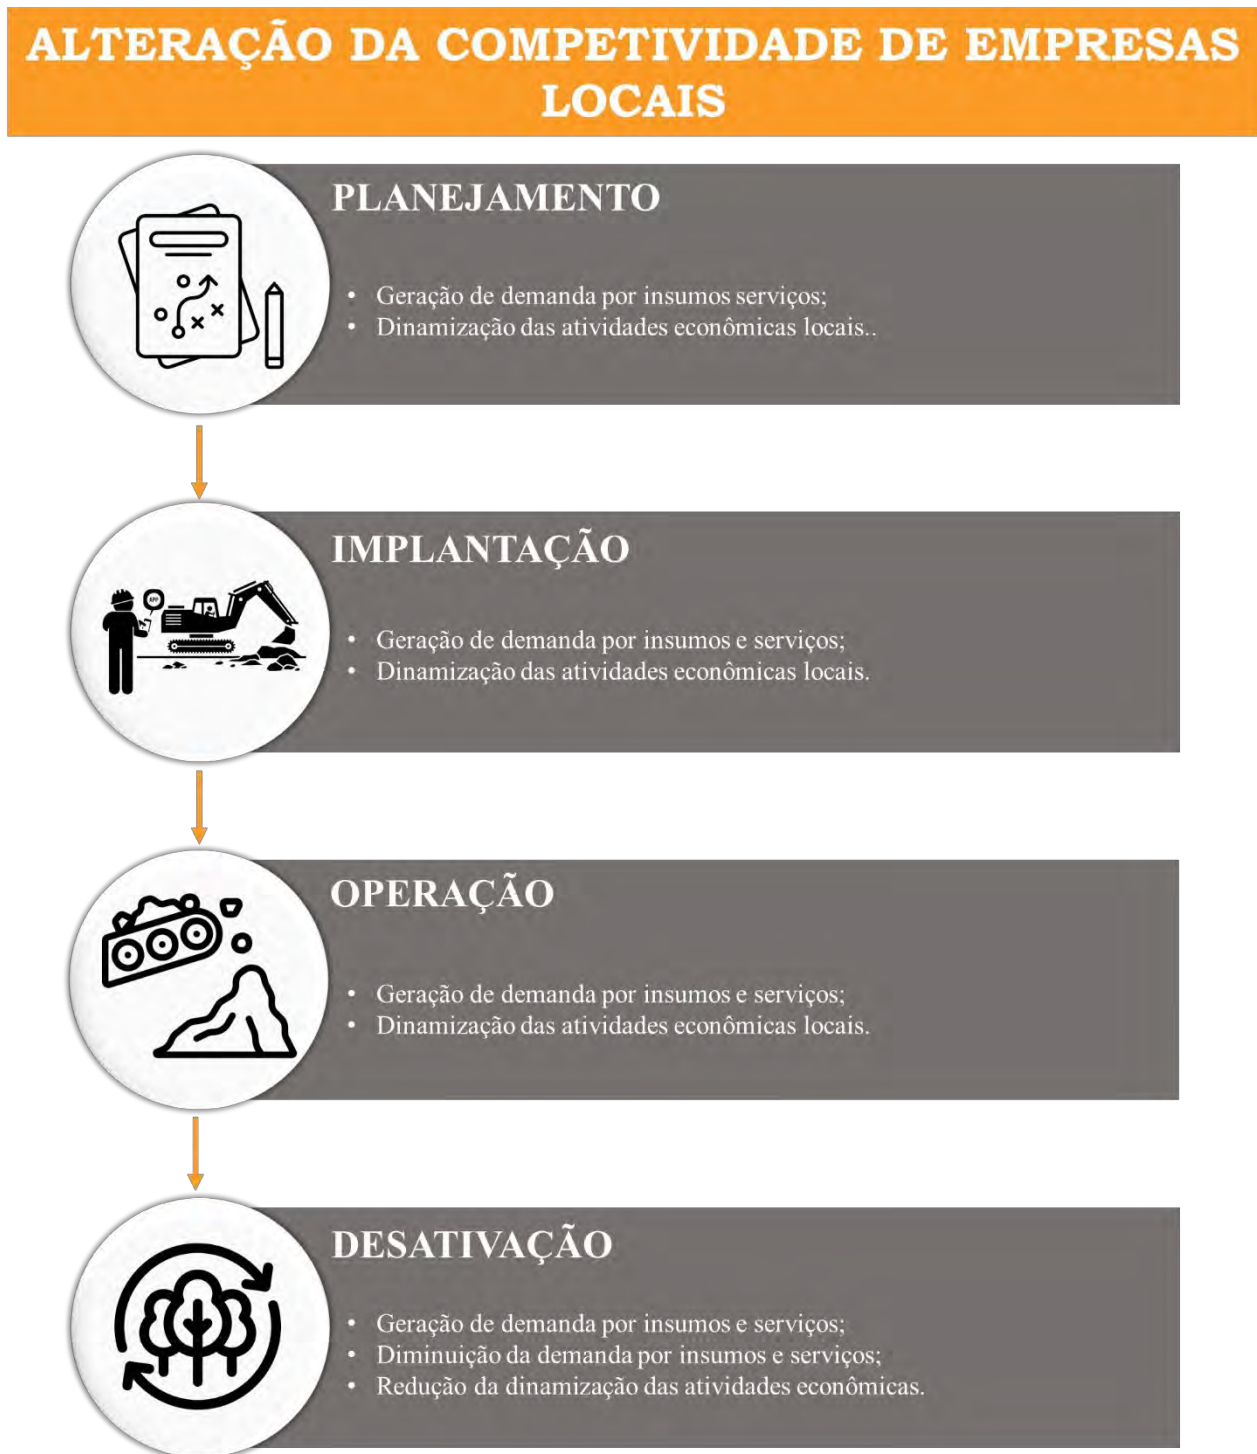 ALTERAÇÃO DA COMPETIVIDADE DE EMPRESAS
LOCAIS
PLANEJAMENTO
• Geração de demanda por insumos serviços;
• Dinamização das atividades econômicas locais..
APP
IMPLANTAÇÃO
• Geração de demanda por insumos e serviços;
• Dinamização das atividades econômicas locais.
OPERAÇÃO
• Geração de demanda por insumos e serviços;
• Dinamização das atividades econômicas locais.
DESATIVAÇÃO
• Geração de demanda por insumos e serviços;
• Diminuição da demanda por insumos e serviços;
• Redução da dinamização das atividades econômicas.